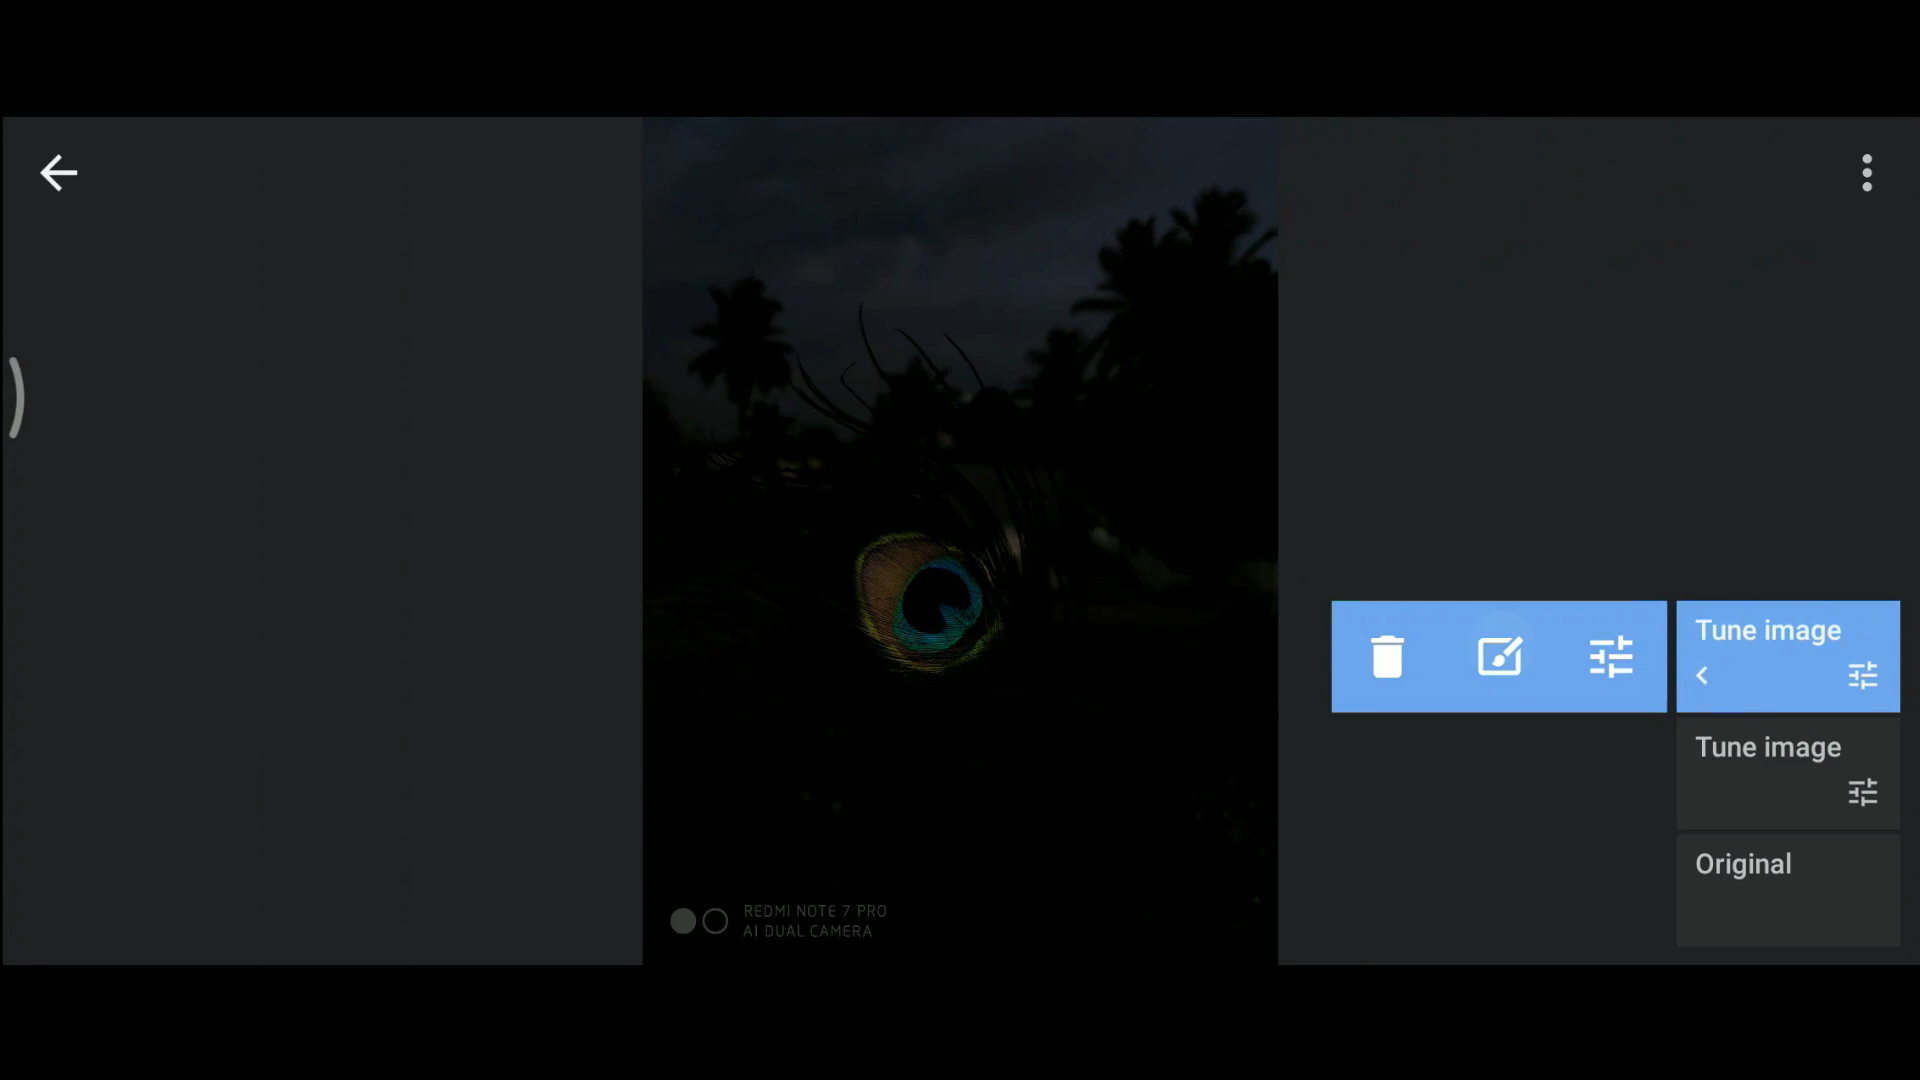 Tune image
Tune image
Original
REDMI NOTE 7 PRO
AI DUAL CAMERA